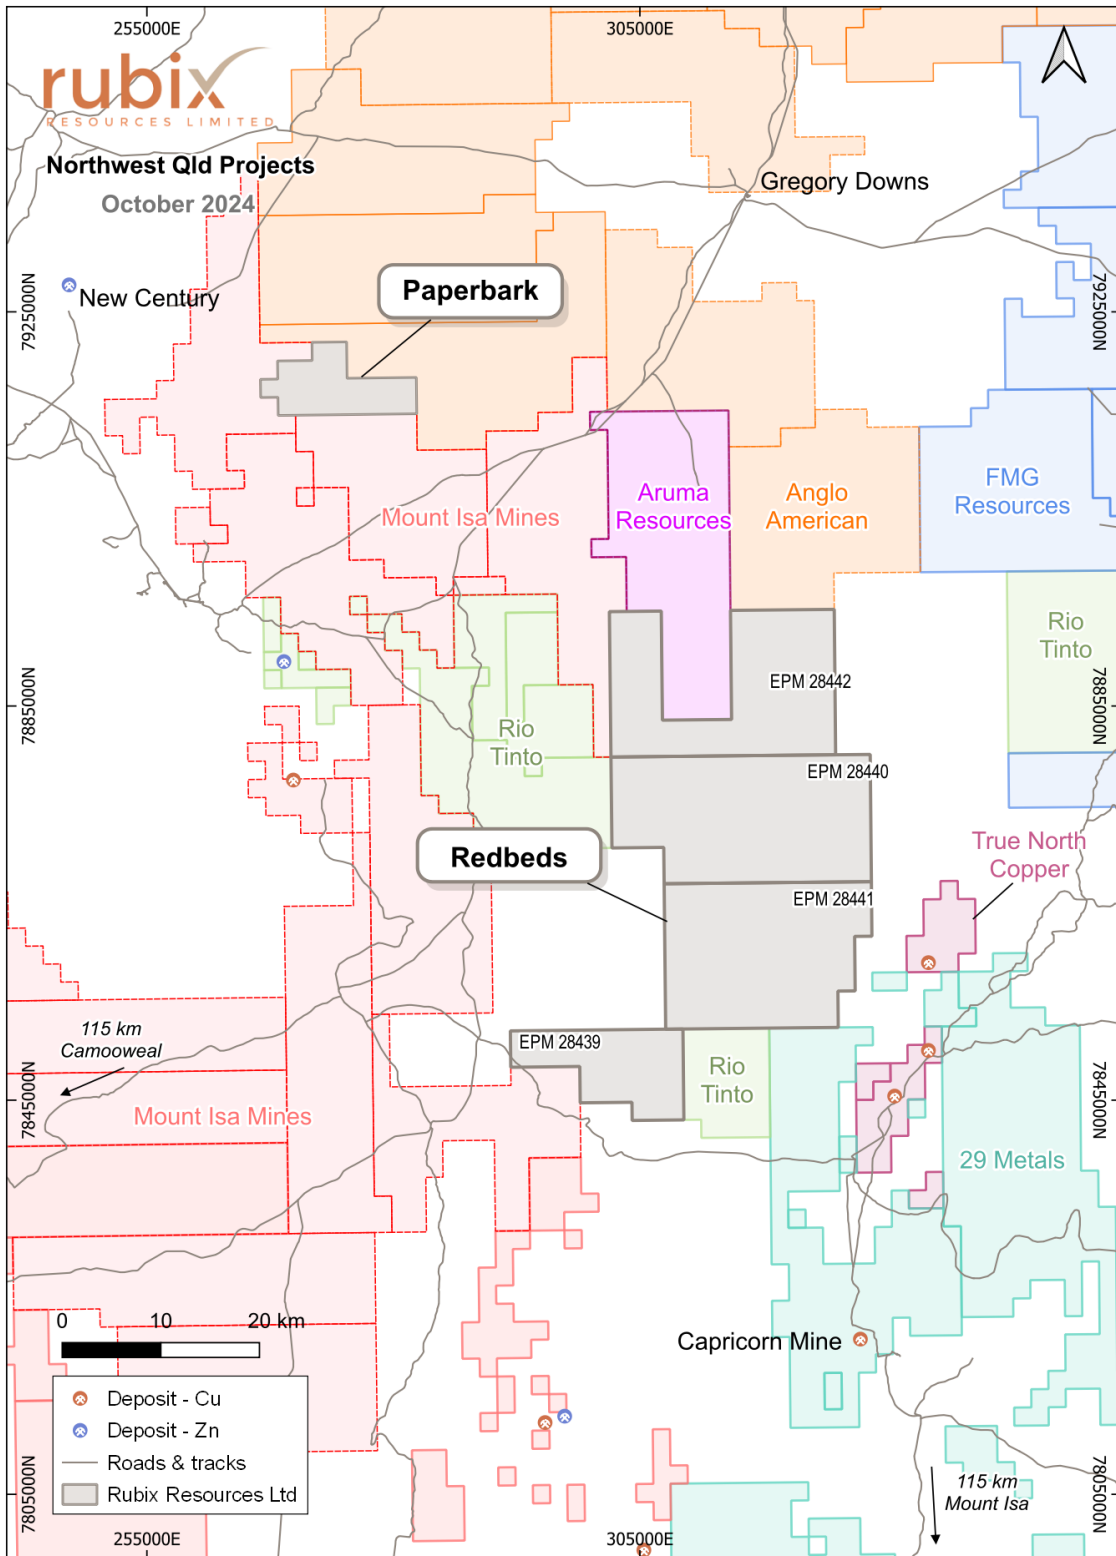 255000E
305000E
rubix
RESOURCES LIMITED
Northwest Qld Projects
October 2024
Gregory Downs
New Century
Paperbark
7925000N
7925000N
Mount Isa Mines
Aruma
Resources
Anglo
American
FMG
Resources
Rio
Tinto
EPM 28442
7885000N
7885000N
Rio
Tinto
EPM 28440
Redbeds
True North
Copper
EPM 28441
115 km
Camooweal
EPM 28439
Rio
Tinto
7845000N
7845000N
Mount Isa Mines
29 Metals
0 10 20 km
Capricorn Mine
Deposit - Cu
Deposit - Zn
Roads & tracks
Rubix Resources Ltd
115 km
Mount Isa
7805000N
7805000N
255000E
305000E